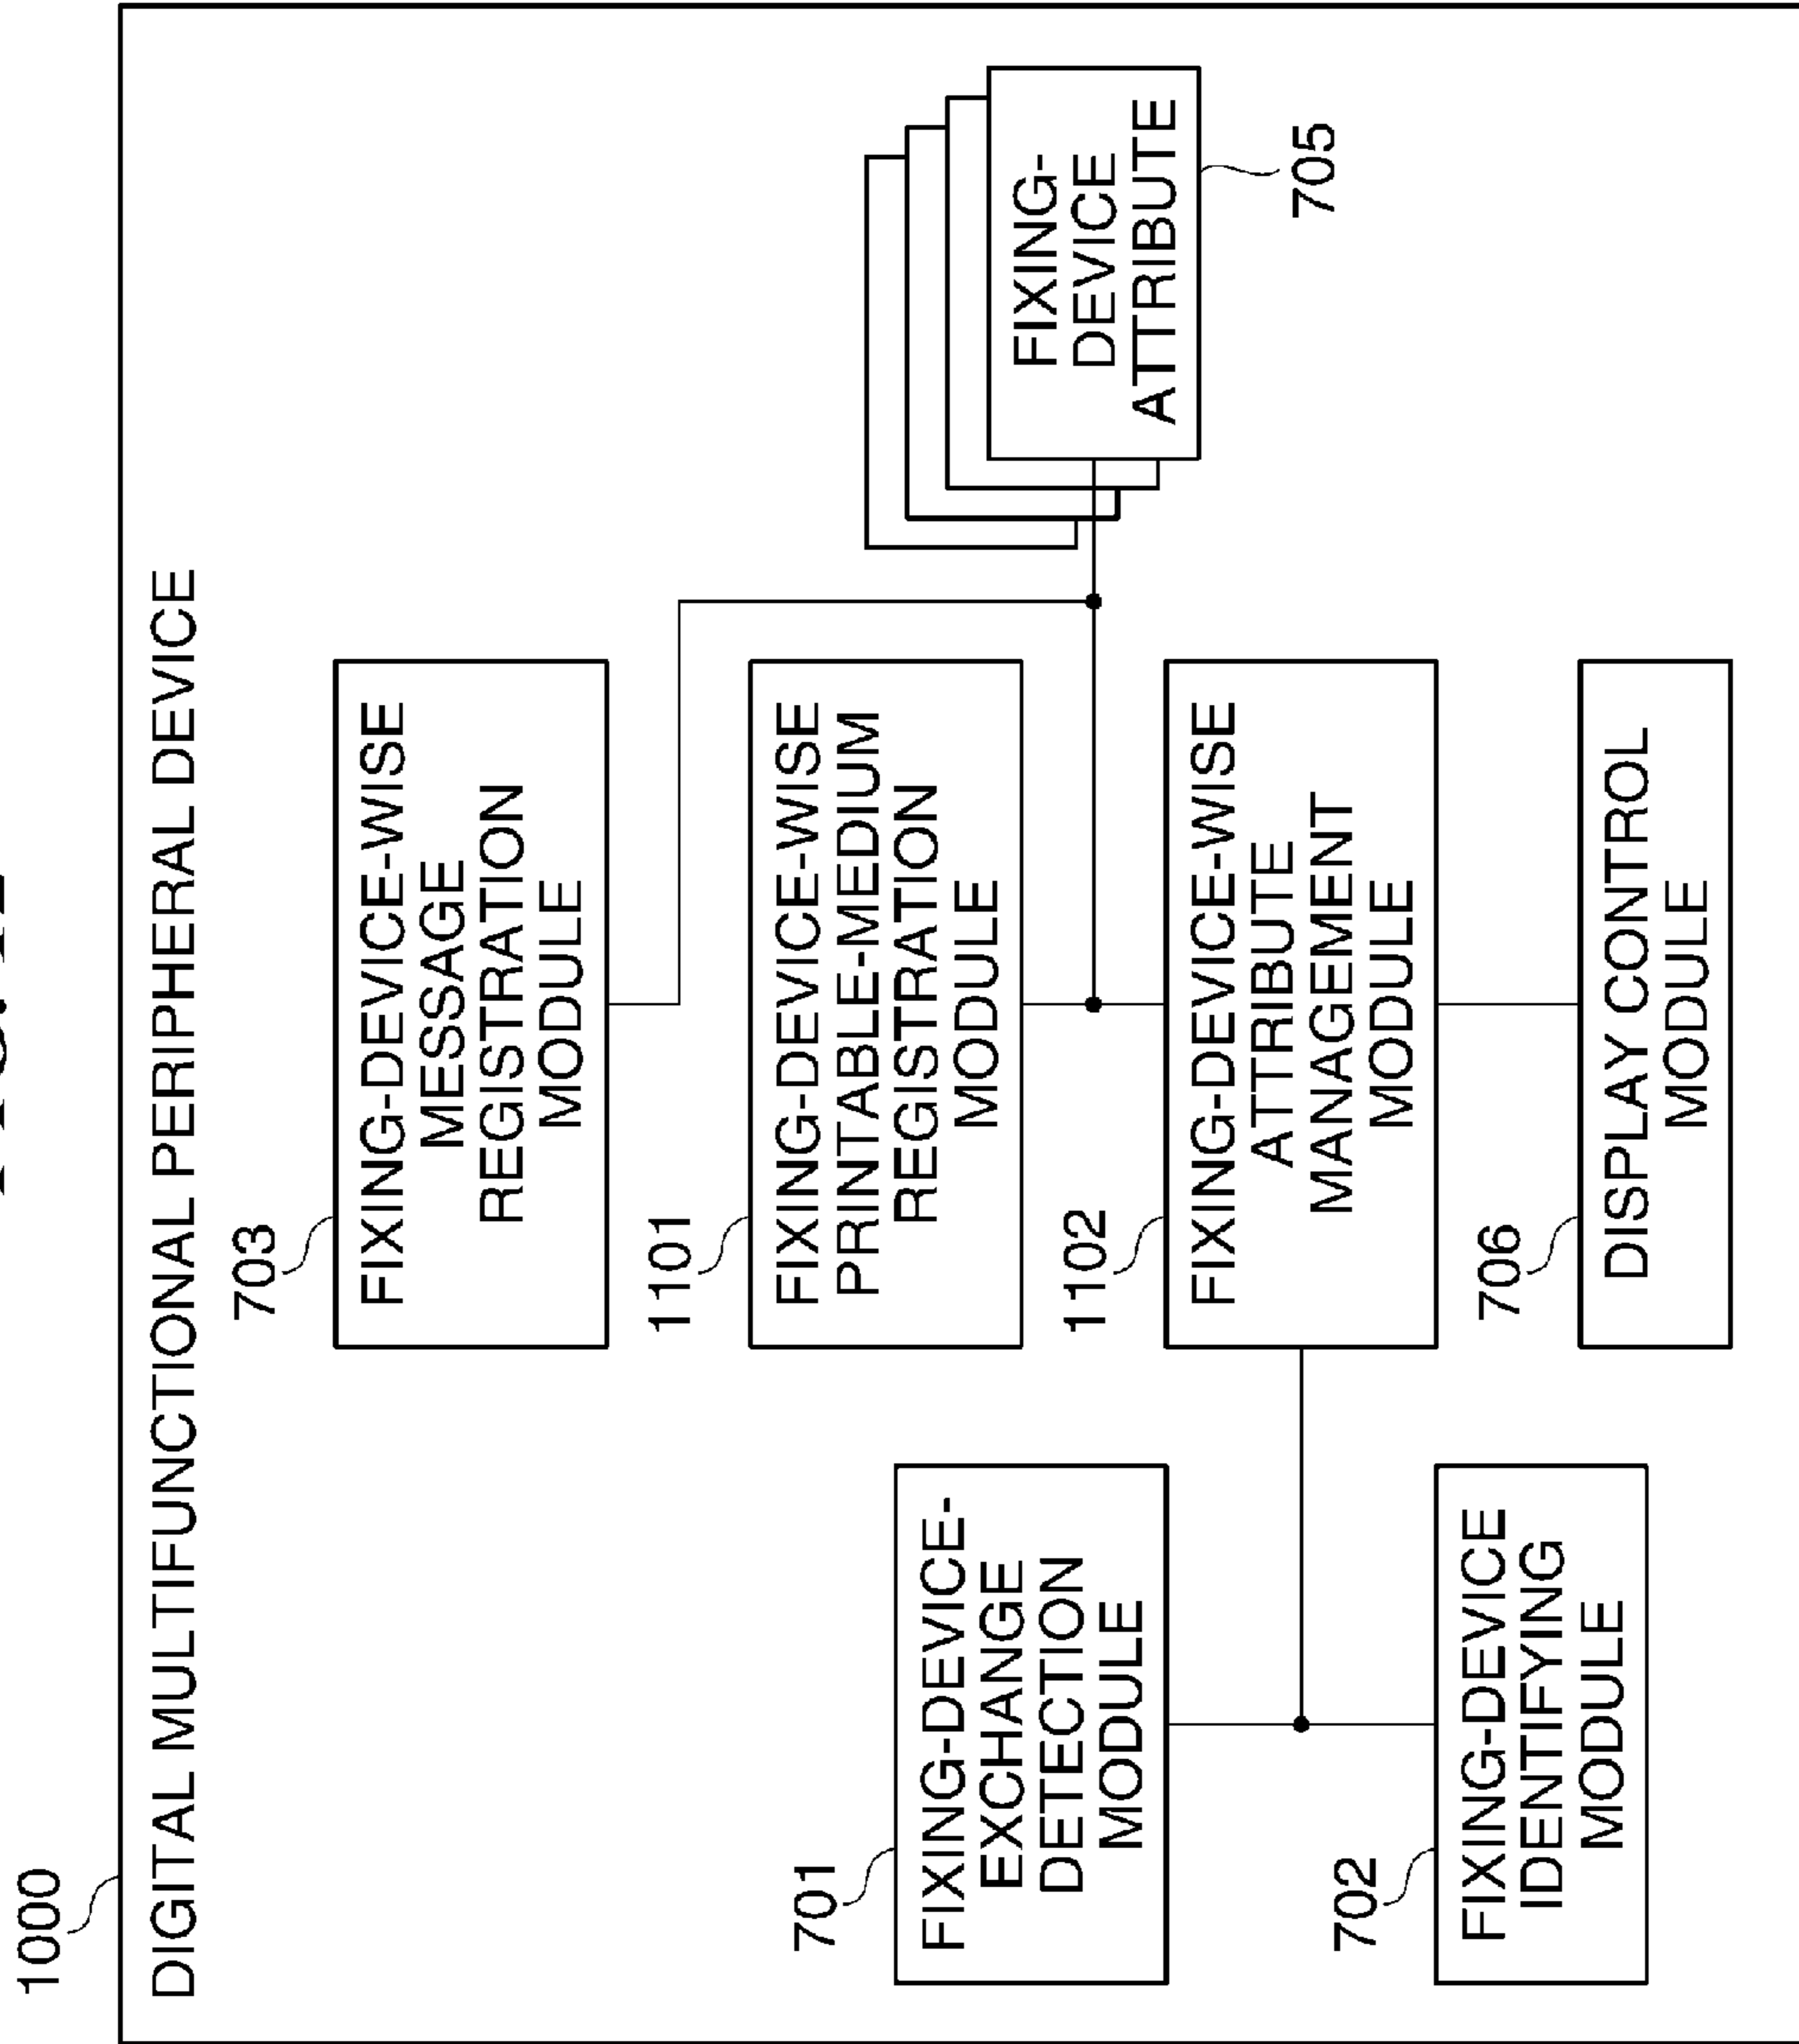 1000
DIGITAL MULTIFUNCTIONAL PERIPHERAL DEVICE
703
FIXING-DEVICE-WISE
MESSAGE
REGISTRATION
MODULE
1101
FIXING-DEVICE-WISE
PRINTABLE-MEDIUM
REGISTRATION
MODULE
701
FIXING-DEVICE-
EXCHANGE
DETECTION
MODULE
FIXING-
DEVICE
ATTRIBUTE
705
1102
FIXING-DEVICE-WISE
ATTRIBUTE
MANAGEMENT
MODULE
702
FIXING-DEVICE
IDENTIFYING
MODULE
706
DISPLAY CONTROL
MODULE